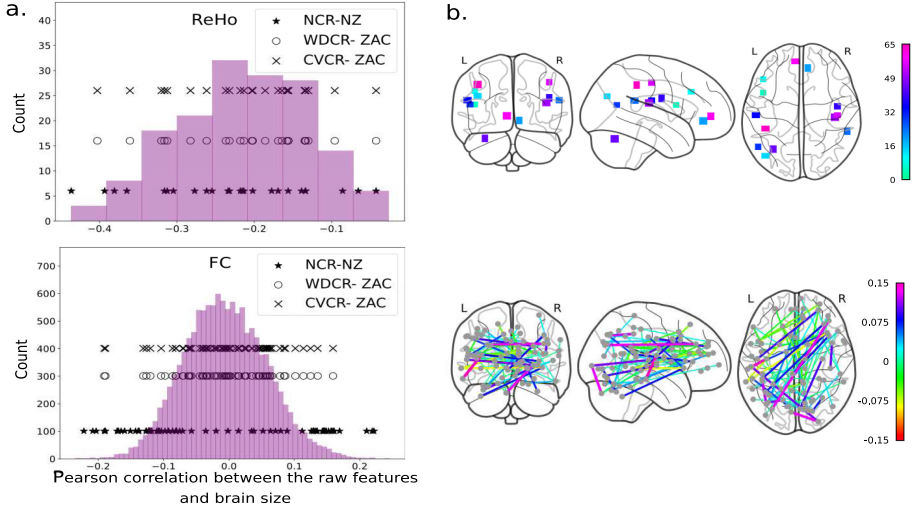 a.
ReHo
NCR-NZ
WDCR- ZAC
CVCR- ZAC
Count
40
35
30
25
20
15
10
5
0
−0.4 −0.3 −0.2 −0.1
FC
NCR-NZ
WDCR- ZAC
CVCR- ZAC
Count
700
600
500
400
300
200
100
0
−0.2 −0.1 0.0 0.1 0.2
Pearson correlation between the raw features
and brain size
b.
L R
L R
65
49
32
16
0
L R
L R
0.15
0.075
0
-0.075
-0.15